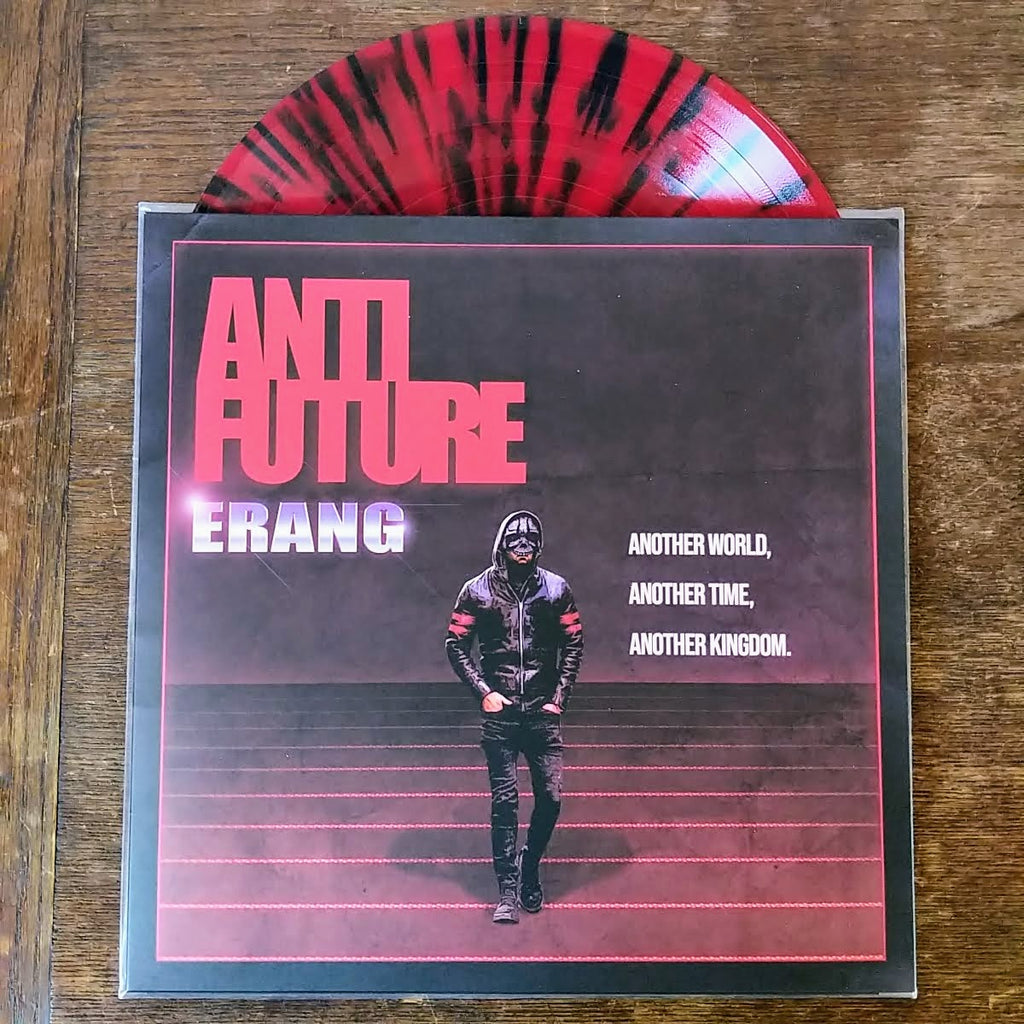 ANTI
FUTURE
ERANG
ANOTHER WORLD,
ANOTHER TIME,
ANOTHER KINGDOM.